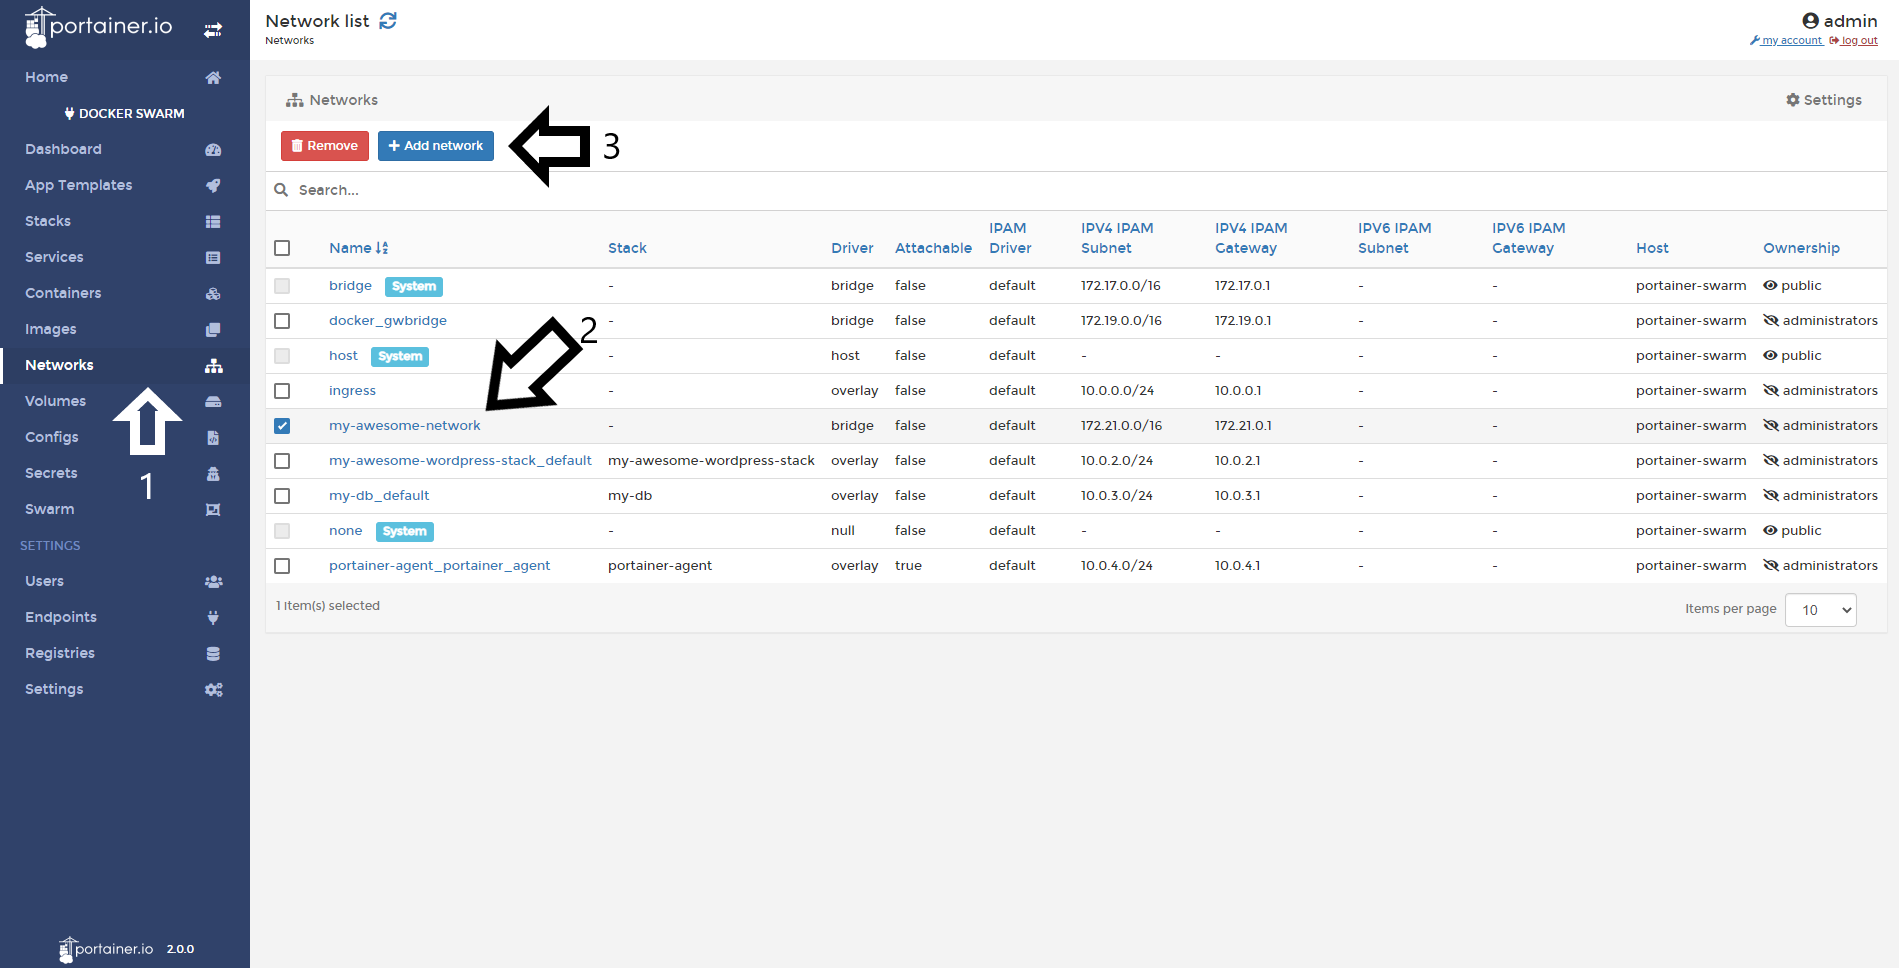 portainer.io
Home
DOCKER SWARM
Dashboard
App Templates
Stacks
Services
Containers
Images
Networks
Volumes
Configs
Secrets
Swarm
SETTINGS
Users
Endpoints
Registries
Settings
1
portainer.io 2.0.0
Network list
Networks
admin
my account log out
Networks
Settings
Remove + Add network 3
Search...
Name Stack Driver Attachable IPAM Driver IPV4 IPAM Subnet IPV4 IPAM Gateway IPV6 IPAM Subnet IPV6 IPAM Gateway Host Ownership
bridge System - bridge false default 172.17.0.0/16 172.17.0.1 - - portainer-swarm public
docker_gwbridge - bridge false default 172.19.0.0/16 172.19.0.1 - - portainer-swarm administrators
2
host System - host false default - - - - portainer-swarm public
ingress - overlay false default 10.0.0.0/24 10.0.0.1 - - portainer-swarm administrators
my-awesome-network - bridge false default 172.21.0.0/16 172.21.0.1 - - portainer-swarm administrators
my-awesome-wordpress-stack_default my-awesome-wordpress-stack overlay false default 10.0.2.0/24 10.0.2.1 - - portainer-swarm administrators
my-db_default my-db overlay false default 10.0.3.0/24 10.0.3.1 - - portainer-swarm administrators
none System - null false default - - - - portainer-swarm public
portainer-agent_portainer_agent portainer-agent overlay true default 10.0.4.0/24 10.0.4.1 - - portainer-swarm administrators
1 item(s) selected
Items per page 10